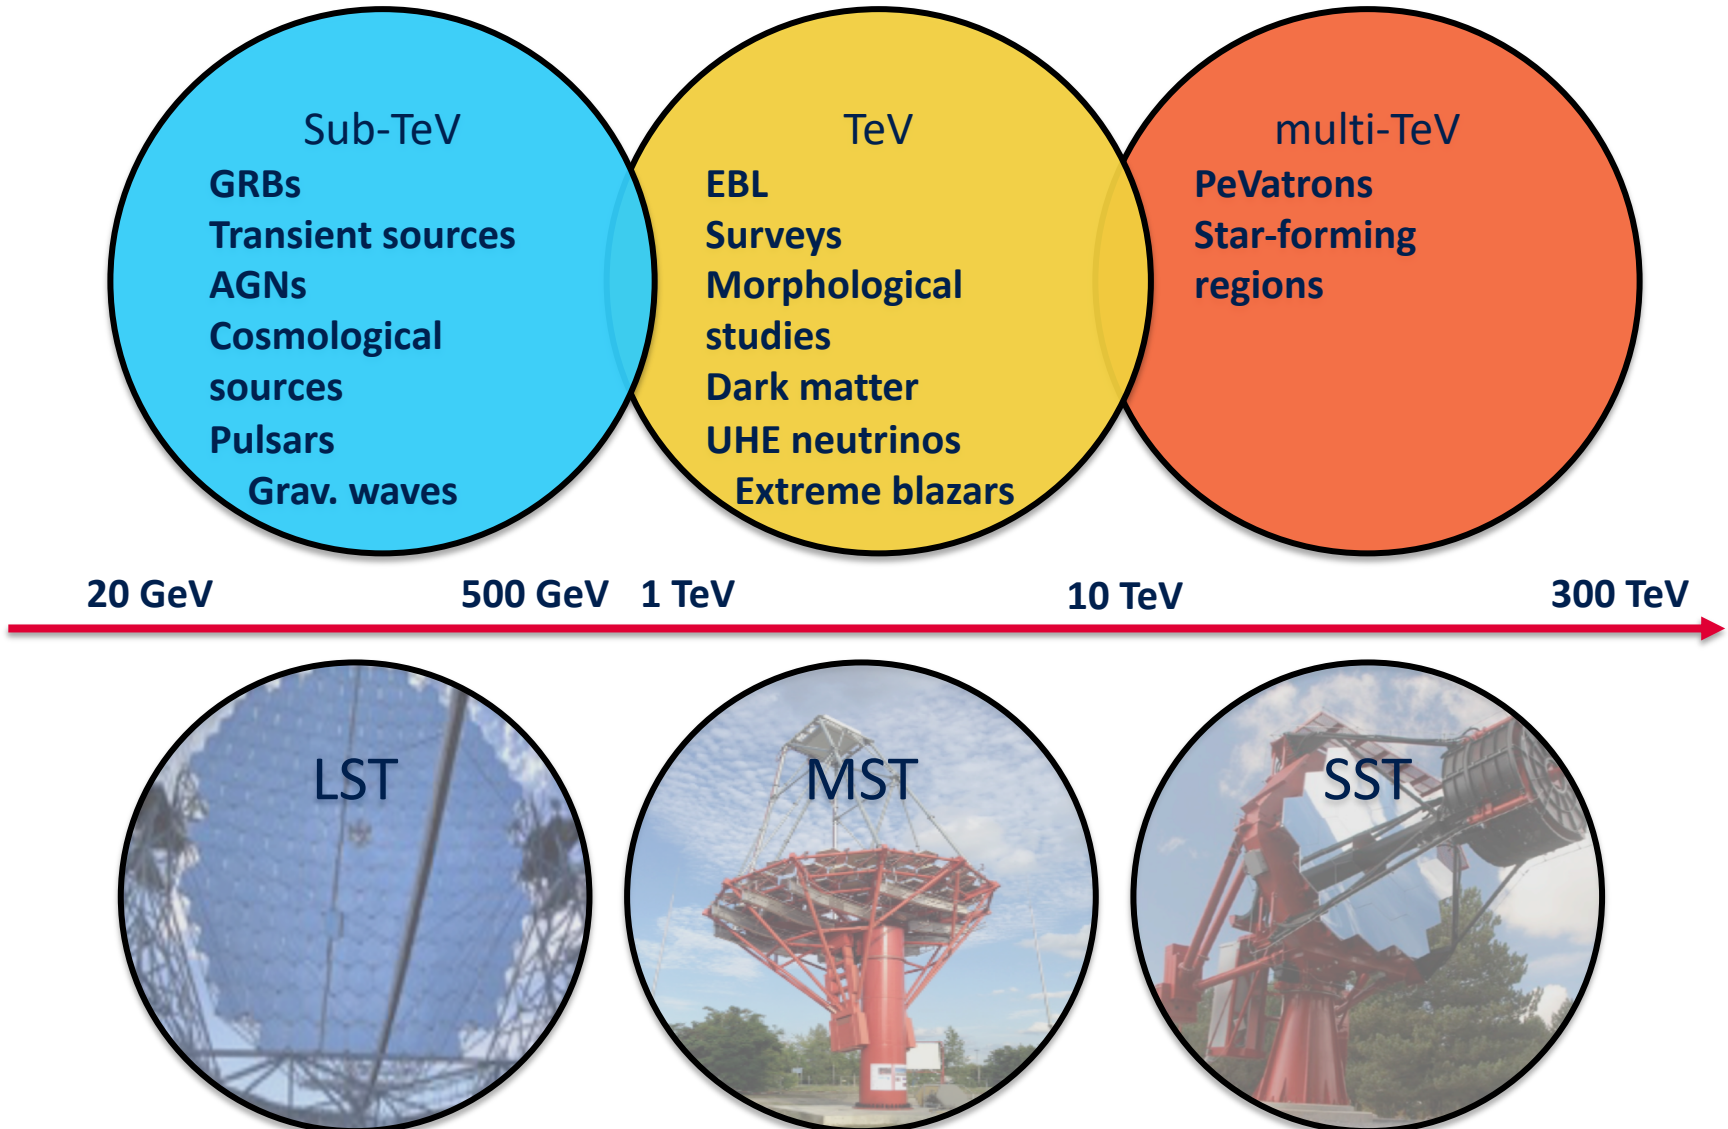 Sub-TeV
GRBs
Transient sources
AGNs
Cosmological
sources
Pulsars
Grav. waves
TeV
EBL
Surveys
Morphological
studies
Dark matter
UHE neutrinos
Extreme blazars
multi-TeV
PeVatrons
Star-forming
regions
20 GeV
500 GeV
1 TeV
10 TeV
300 TeV
LST
MST
SST